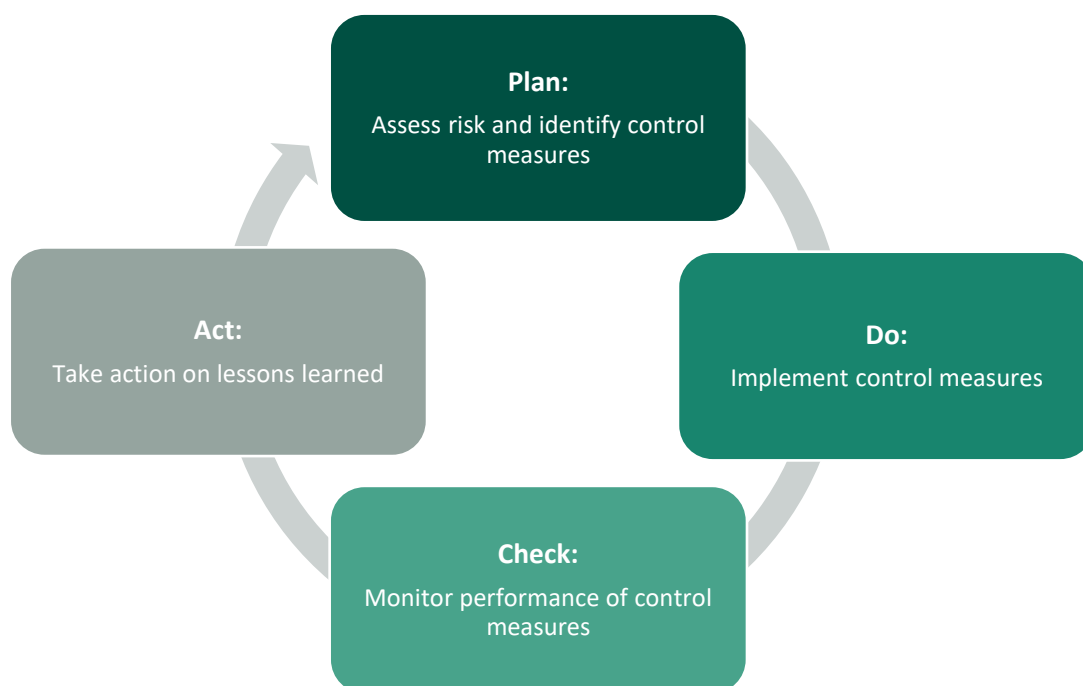 Plan:
Assess risk and identify control
measures
Do:
Implement control measures
Check:
Monitor performance of control
measures
Act:
Take action on lessons learned